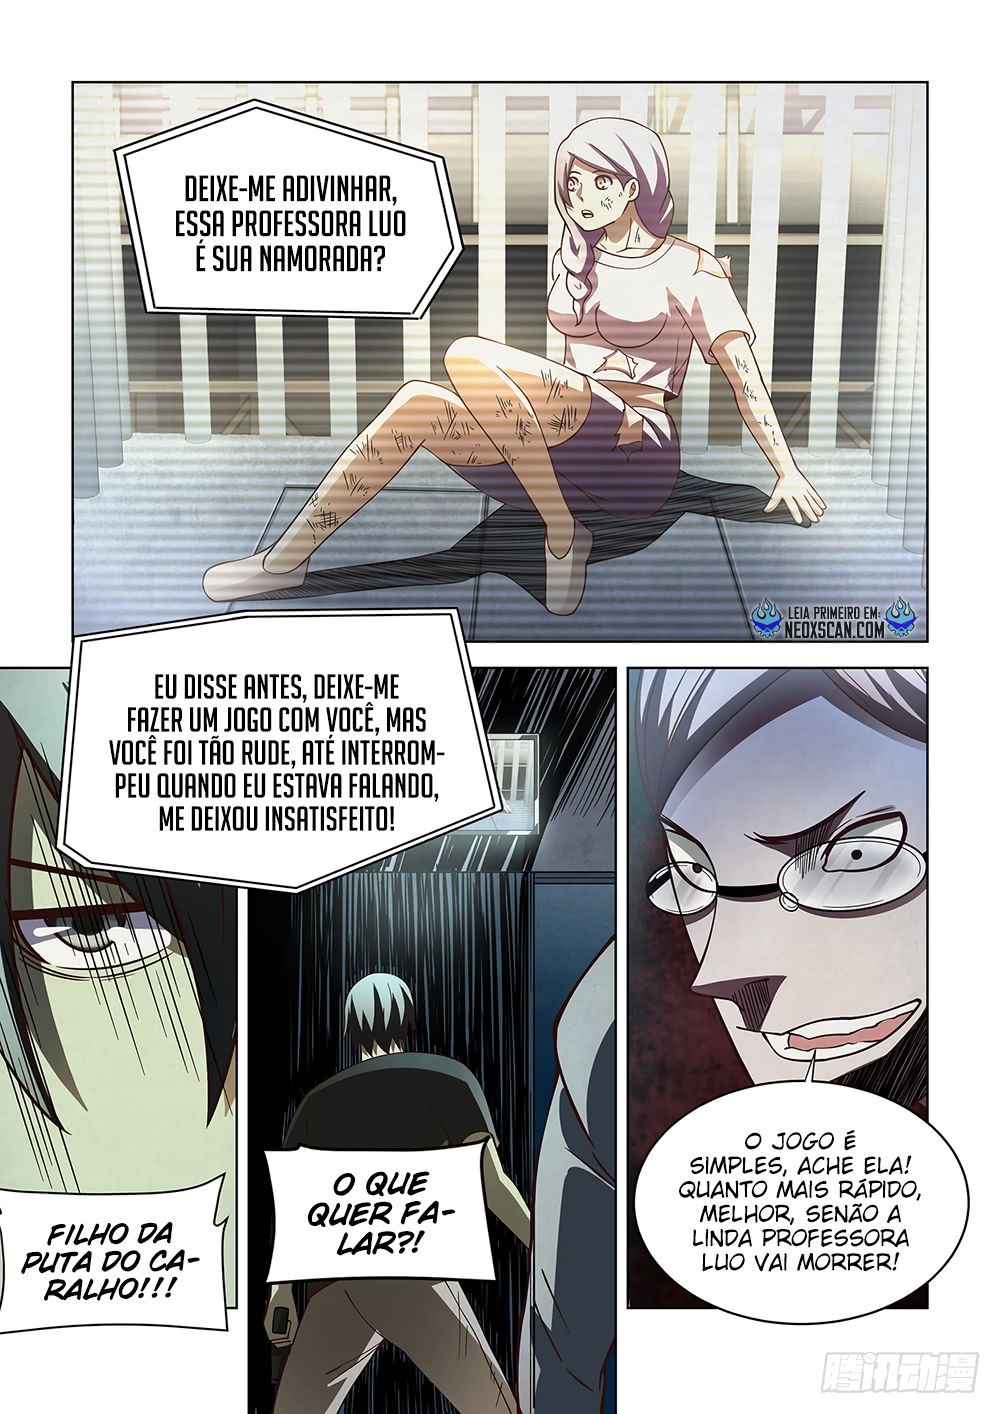 DEIXE-ME ADIVINHAR,
ESSA PROFESSORA LUO
É SUA NAMORADA?
LEIA PRIMEIRO EM:
NEOXSCAN.COM
EU DISSE ANTES, DEIXE-ME
FAZER UM JOGO COM VOCÊ, MAS
VOCÊ FOI TÃO RUDE, ATÉ INTERROM-
PEU QUANDO EU ESTAVA FALANDO,
ME DEIXOU INSATISFEITO!
FILHO DA
PUTA DO CA-
RALHO!!!
O QUE
QUER FA-
LAR?!
O JOGO É
SIMPLES, ACHE ELA!
QUANTO MAIS RÁPIDO,
MELHOR, SENÃO A
LINDA PROFESSORA
LUO VAI MORRER!
腾讯动漫